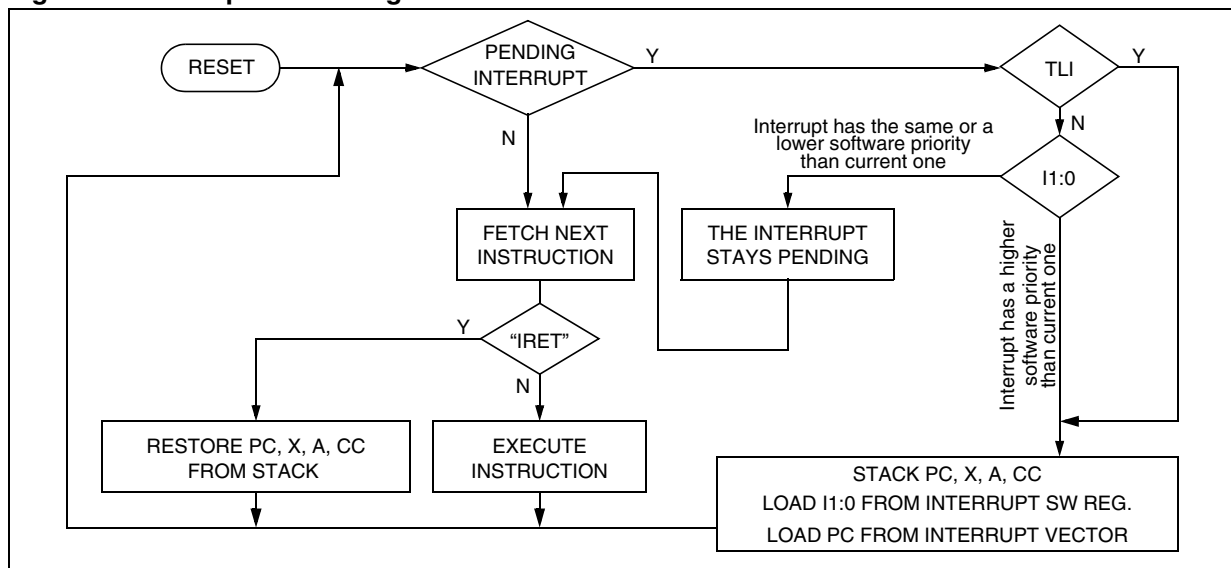 RESET
PENDING
INTERRUPT
Y
TLI
Y
N
N
Interrupt has the same or a
lower software priority
than current one
I1:0
FETCH NEXT
INSTRUCTION
THE INTERRUPT
STAYS PENDING
Interrupt has a higher
software priority
than current one
Y
“IRET”
N
RESTORE PC, X, A, CC
FROM STACK
EXECUTE
INSTRUCTION
STACK PC, X, A, CC
LOAD I1:0 FROM INTERRUPT SW REG.
LOAD PC FROM INTERRUPT VECTOR